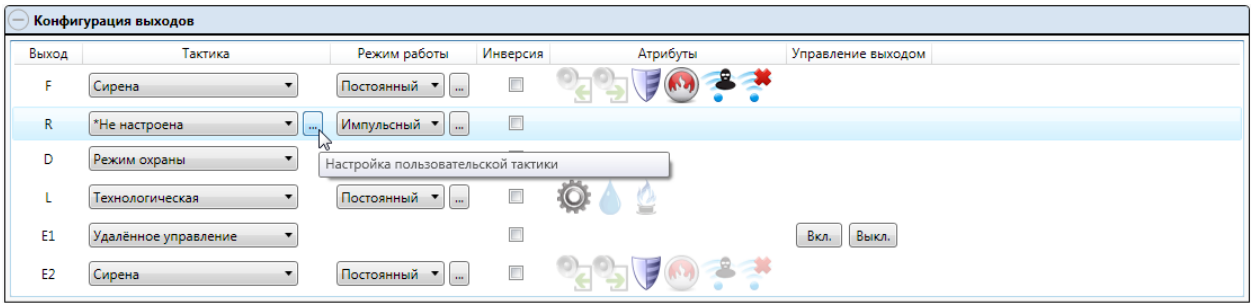 Конфигурация выходов
Выход Тактика Режим работы Инверсия Атрибуты Управление выходом
F Сирена Постоянный ...
R *Не настроена ... Импульсный ...
D Режим охраны
Настройка пользовательской тактики
L Технологическая Постоянный ...
E1 Удалённое управление Вкл. Выкл.
E2 Сирена Постоянный ...